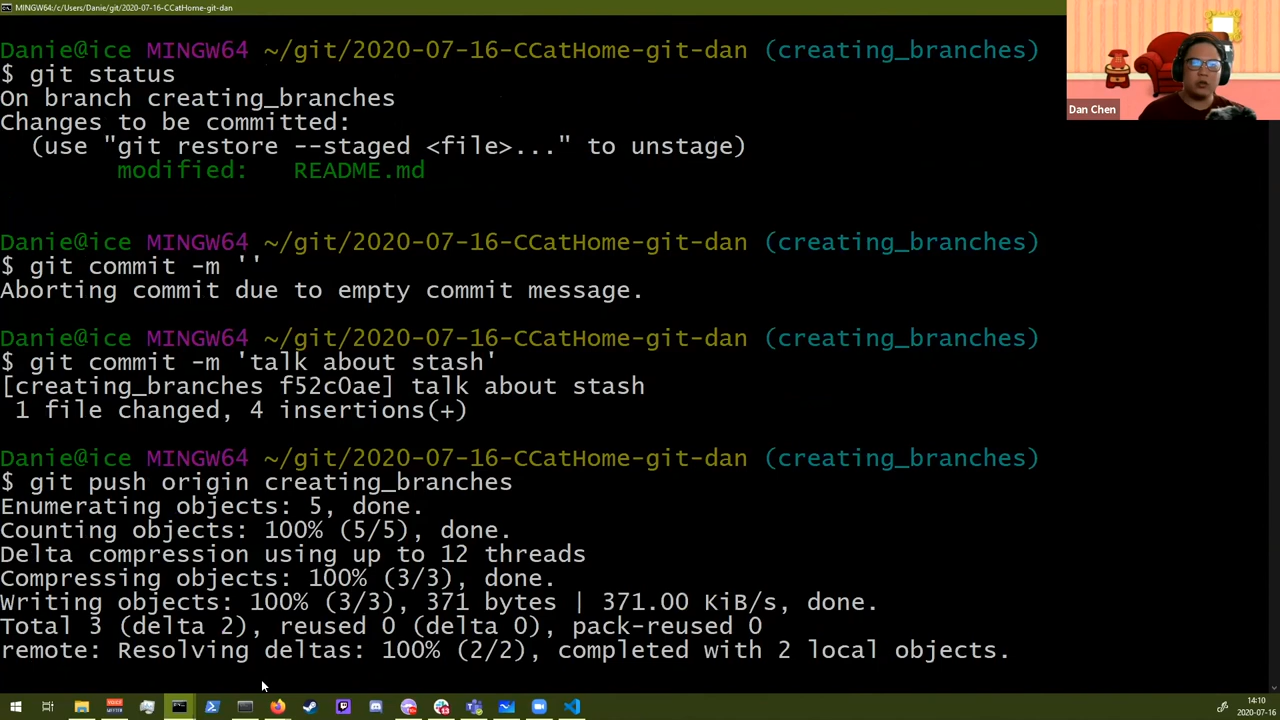 MINGW64:/c/Users/Danie/git/2020-07-16-CCatHome-git-dan
Danie@ice MINGW64 ~/git/2020-07-16-CCatHome-git-dan (creating_branches)
$ git status
On branch creating_branches
Changes to be committed:
(use "git restore --staged <file>..." to unstage)
modified: README.md
Danie@ice MINGW64 ~/git/2020-07-16-CCatHome-git-dan (creating_branches)
$ git commit -m ''
Aborting commit due to empty commit message.
Danie@ice MINGW64 ~/git/2020-07-16-CCatHome-git-dan (creating_branches)
$ git commit -m 'talk about stash'
[creating_branches f52c0ae] talk about stash
1 file changed, 4 insertions(+)
Danie@ice MINGW64 ~/git/2020-07-16-CCatHome-git-dan (creating_branches)
$ git push origin creating_branches
Enumerating objects: 5, done.
Counting objects: 100% (5/5), done.
Delta compression using up to 12 threads
Compressing objects: 100% (3/3), done.
Writing objects: 100% (3/3), 371 bytes | 371.00 KiB/s, done.
Total 3 (delta 2), reused 0 (delta 0), pack-reused 0
remote: Resolving deltas: 100% (2/2), completed with 2 local objects.
Dan Chen
14:10
2020-07-16